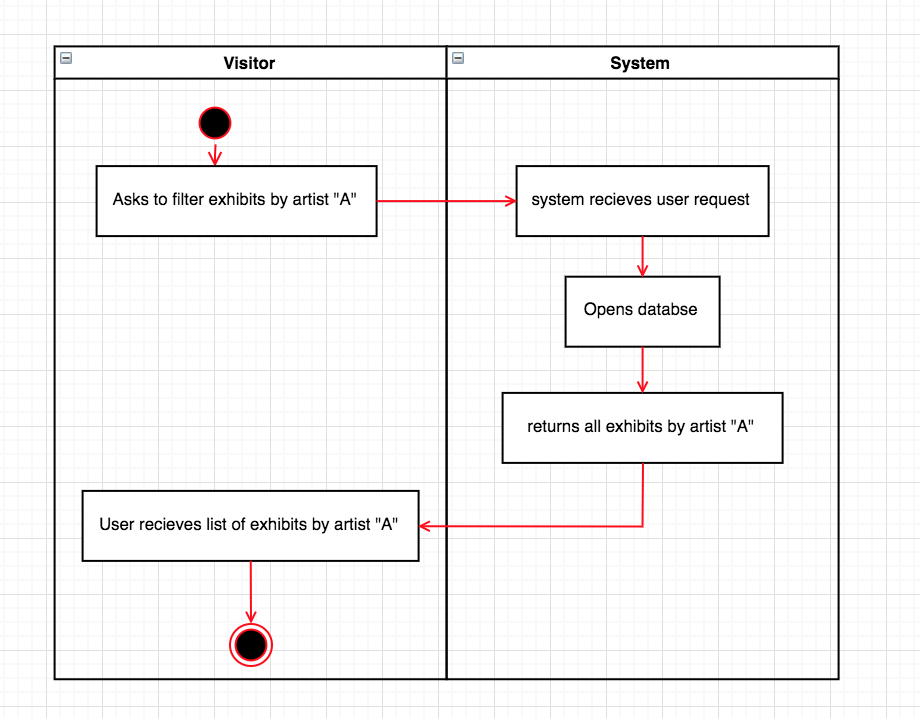 Visitor
System
Asks to filter exhibits by artist "A"
system recieves user request
Opens databse
returns all exhibits by artist "A"
User recieves list of exhibits by artist "A"